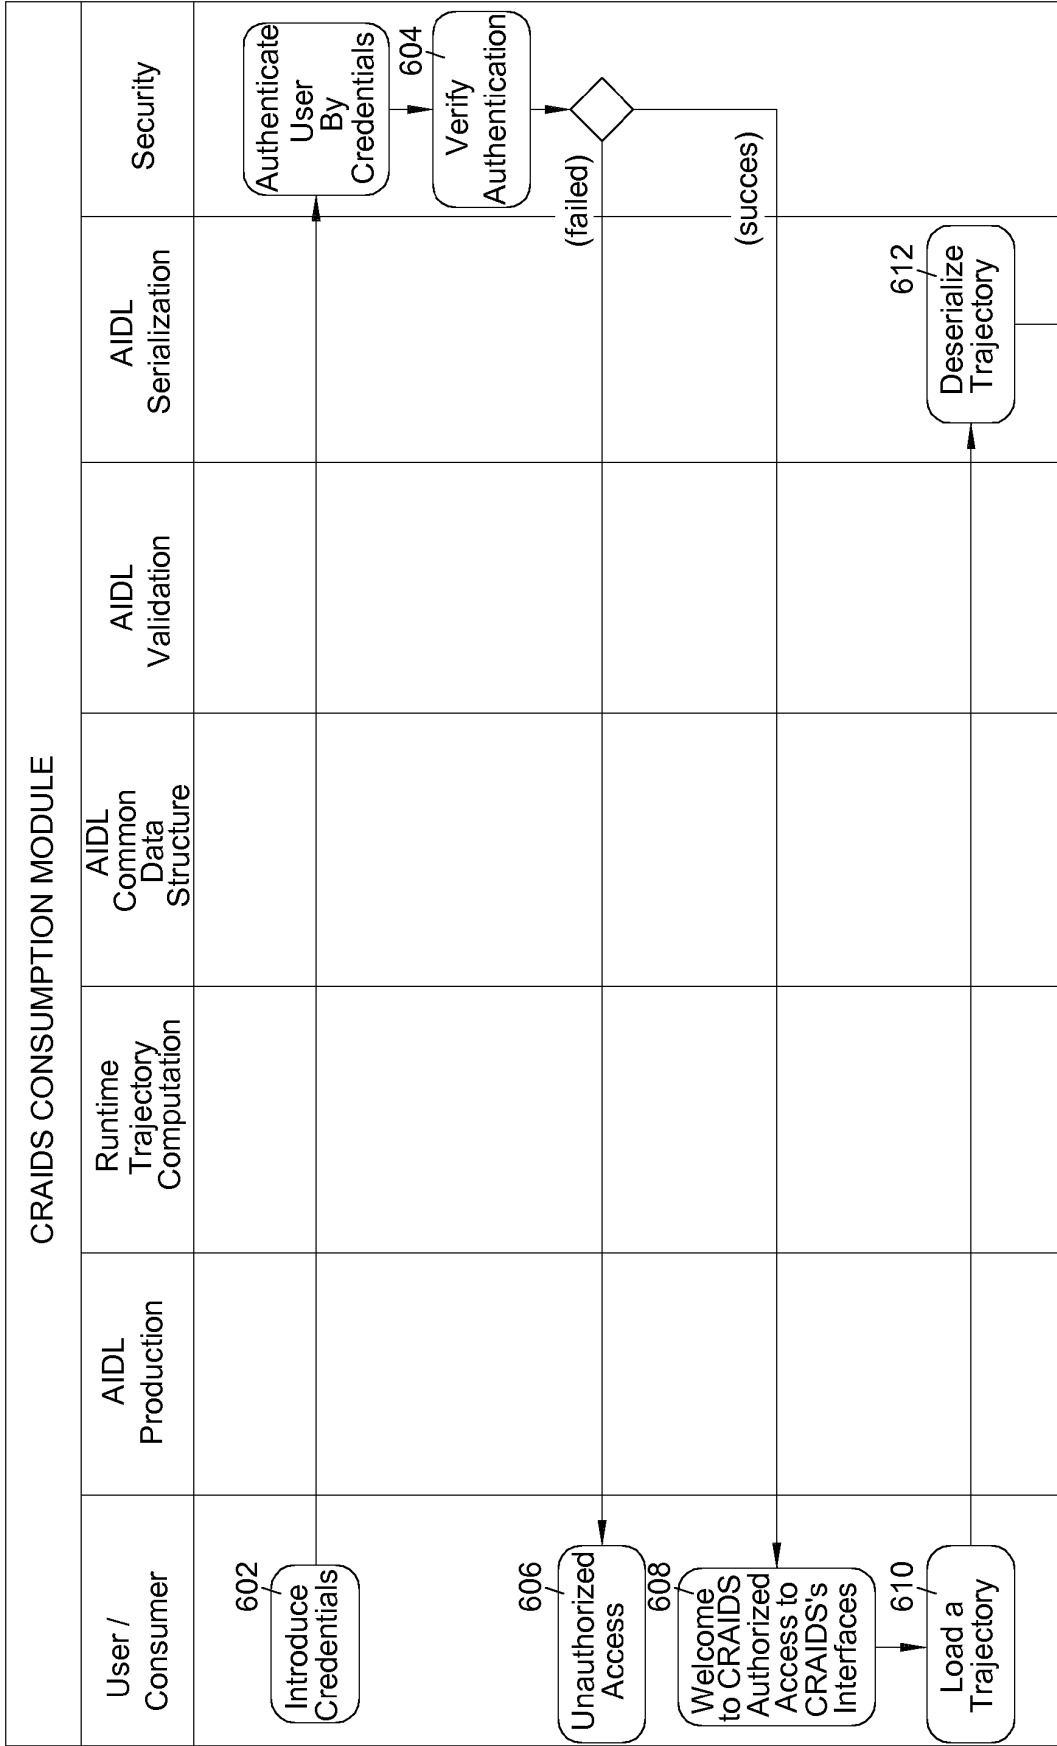 CRAIDS CONSUMPTION MODULE
User /
Consumer
AIDL
Production
Runtime
Trajectory
Computation
AIDL
Common
Data
Structure
AIDL
Validation
AIDL
Serialization
Security
602
Introduce
Credentials
Authenticate
User
By
Credentials
604
Verify
Authentication
(failed)
606
Unauthorized
Access
(succes)
608
Welcome
to CRAIDS
Authorized
Access to
CRAIDS's
Interfaces
610
Load a
Trajectory
612
Deserialize
Trajectory